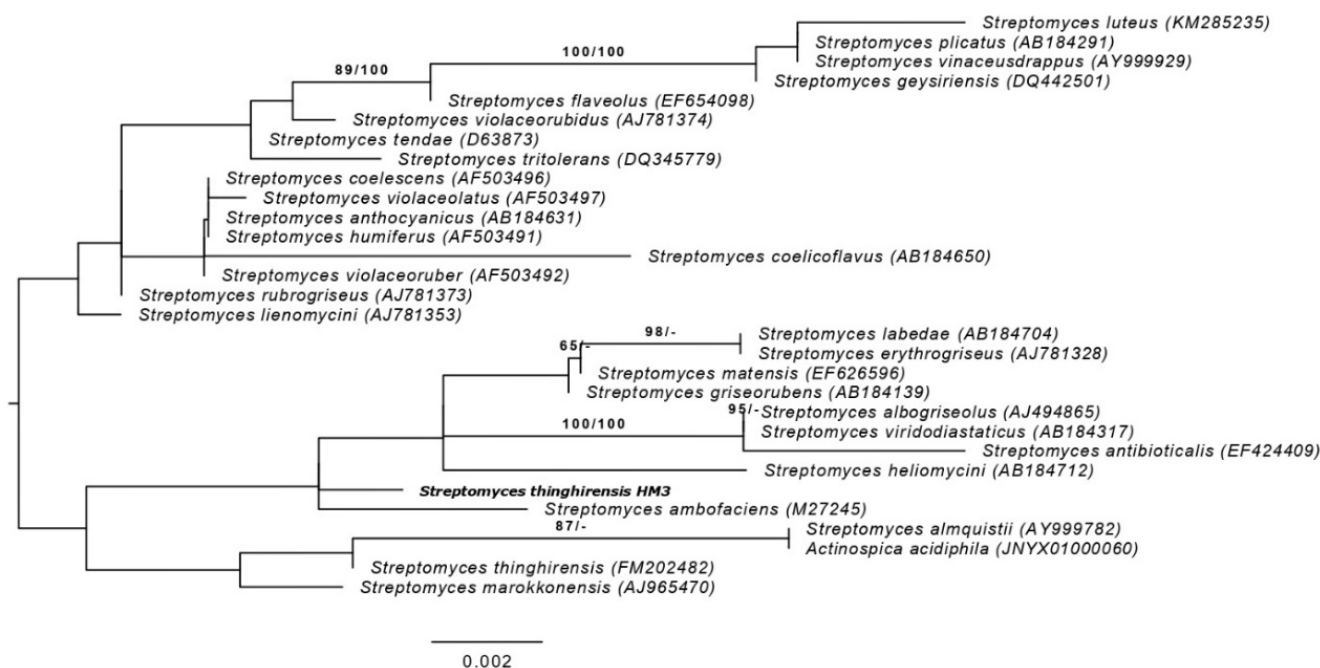 Streptomyces luteus (KM285235)
Streptomyces plicatus (AB184291)
100/100
Streptomyces vinaceusdrappus (AY999929)
89/100
Streptomyces geysiriensis (DQ442501)
Streptomyces flaveolus (EF654098)
Streptomyces violaceorubidus (AJ781374)
Streptomyces tendae (D63873)
Streptomyces tritolerans (DQ345779)
Streptomyces coelescens (AF503496)
Streptomyces violaceolatus (AF503497)
Streptomyces anthocyanicus (AB184631)
Streptomyces humiferus (AF503491)
Streptomyces coelicoflavus (AB184650)
Streptomyces violaceoruber (AF503492)
Streptomyces rubrogriseus (AJ781373)
Streptomyces lienomycini (AJ781353)
98/-
Streptomyces labedae (AB184704)
65/-
Streptomyces erythrogriseus (AJ781328)
Streptomyces matensis (EF626596)
Streptomyces griseorubens (AB184139)
95/-
Streptomyces albogriseolus (AJ494865)
100/100
Streptomyces viridodiastaticus (AB184317)
Streptomyces antibioticalis (EF424409)
Streptomyces heliomycini (AB184712)
Streptomyces thinghirensis HM3
Streptomyces ambofaciens (M27245)
87/-
Streptomyces almquistii (AY999782)
Actinospica acidiphila (JNYX01000060)
Streptomyces thinghirensis (FM202482)
Streptomyces marokkonensis (AJ965470)
0.002